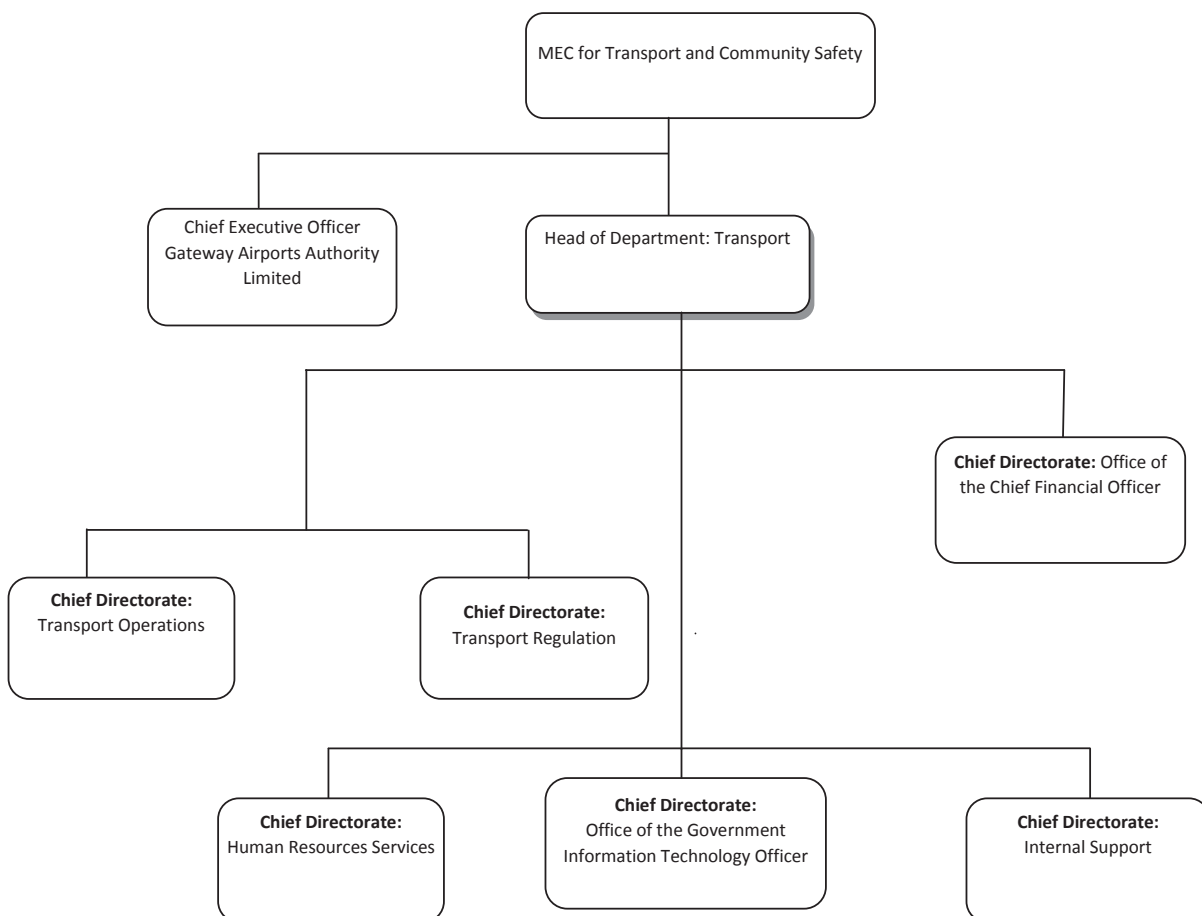 MEC for Transport and Community Safety
Chief Executive Officer
Gateway Airports Authority
Limited
Head of Department: Transport
Chief Directorate: Office of
the Chief Financial Officer
Chief Directorate:
Transport Operations
Chief Directorate:
Transport Regulation
.
Chief Directorate:
Human Resources Services
Chief Directorate:
Office of the Government
Information Technology Officer
Chief Directorate:
Internal Support